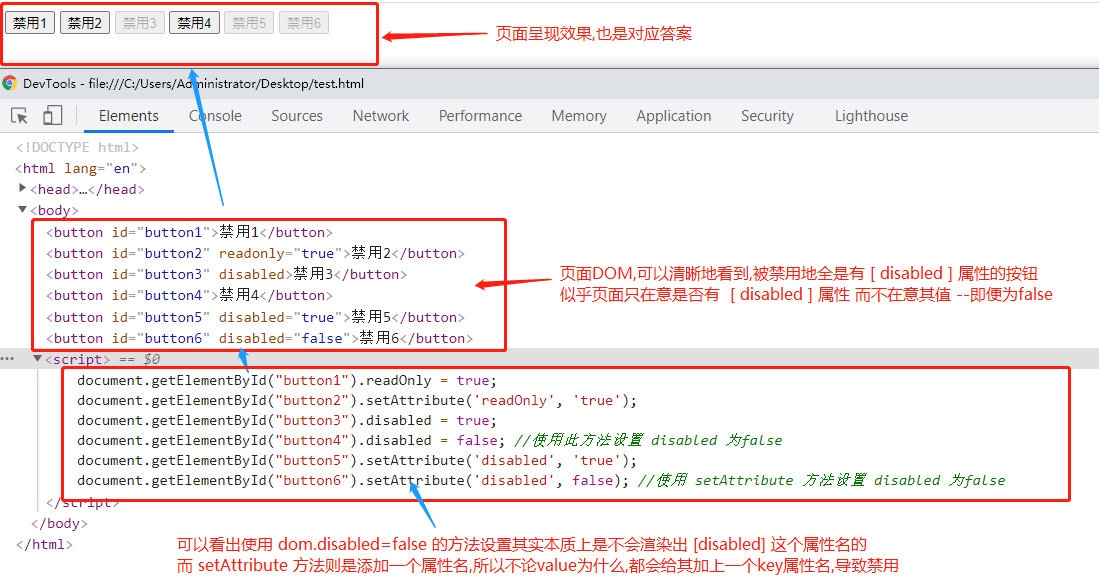 禁用1 禁用2 禁用3 禁用4 禁用5 禁用6
页面呈现效果,也是对应答案
DevTools - file:///C:/Users/Administrator/Desktop/test.html
Elements Console Sources Network Performance Memory Application Security Lighthouse
<!DOCTYPE html>
<html lang="en">
<head>…</head>
<body>
<button id="button1">禁用1</button>
<button id="button2" readonly="true">禁用2</button>
<button id="button3" disabled>禁用3</button>
<button id="button4">禁用4</button>
<button id="button5" disabled="true">禁用5</button>
<button id="button6" disabled="false">禁用6</button>
页面DOM,可以清晰地看到,被禁用地全是有 [ disabled ] 属性的按钮
似乎页面只在意是否有 [ disabled ] 属性 而不在意其值 --即便为false
<script> == $0
document.getElementById("button1").readOnly = true;
document.getElementById("button2").setAttribute('readOnly', 'true');
document.getElementById("button3").disabled = true;
document.getElementById("button4").disabled = false; //使用此方法设置 disabled 为false
document.getElementById("button5").setAttribute('disabled', 'true');
document.getElementById("button6").setAttribute('disabled', false); //使用 setAttribute 方法设置 disabled 为false
</script>
</body>
</html>
可以看出使用 dom.disabled=false 的方法设置其实本质上是不会渲染出 [disabled] 这个属性名的
而 setAttribute 方法则是添加一个属性名,所以不论value为什么,都会给其加上一个key属性名,导致禁用